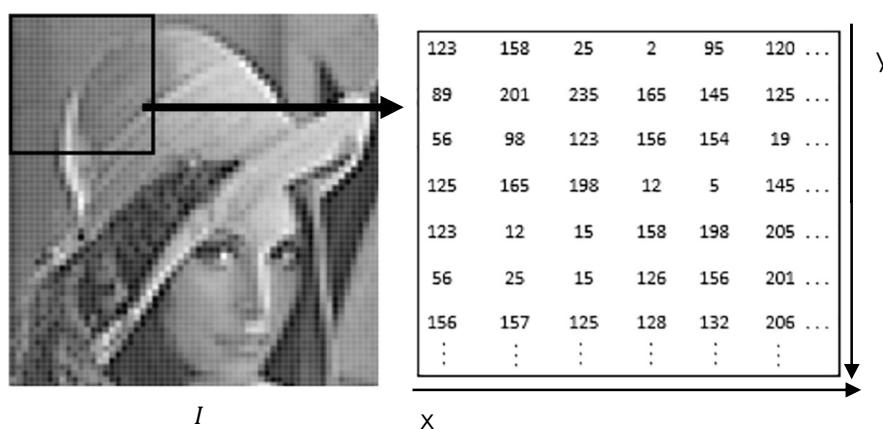 123 158 25 2 95 120 ...
89 201 235 165 145 125 ...
56 98 123 156 154 19 ...
125 165 198 12 5 145 ...
123 12 15 158 198 205 ...
56 25 15 126 156 201 ...
156 157 125 128 132 206 ...
y
I
x